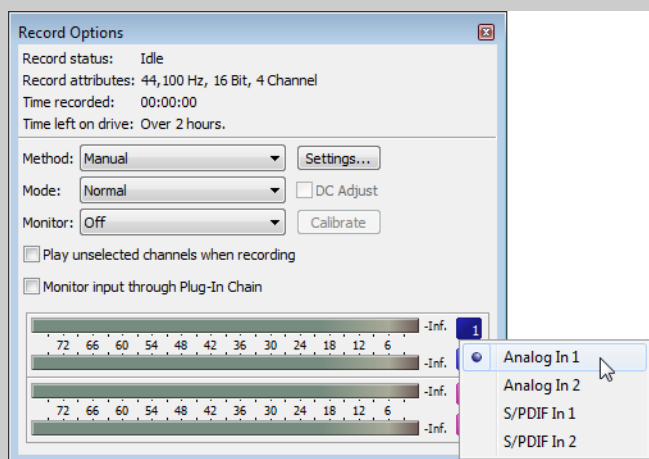 Record Options
Record status: Idle
Record attributes: 44,100 Hz, 16 Bit, 4 Channel
Time recorded: 00:00:00
Time left on drive: Over 2 hours.
Method: Manual Settings...
Mode: Normal DC Adjust
Monitor: Off Calibrate
Play unselected channels when recording
Monitor input through Plug-In Chain
-Inf. 1
72 66 60 54 48 42 36 30 24 18 12 6
-Inf.
-Inf.
72 66 60 54 48 42 36 30 24 18 12 6
-Inf.
Analog In 1
Analog In 2
S/PDIF In 1
S/PDIF In 2